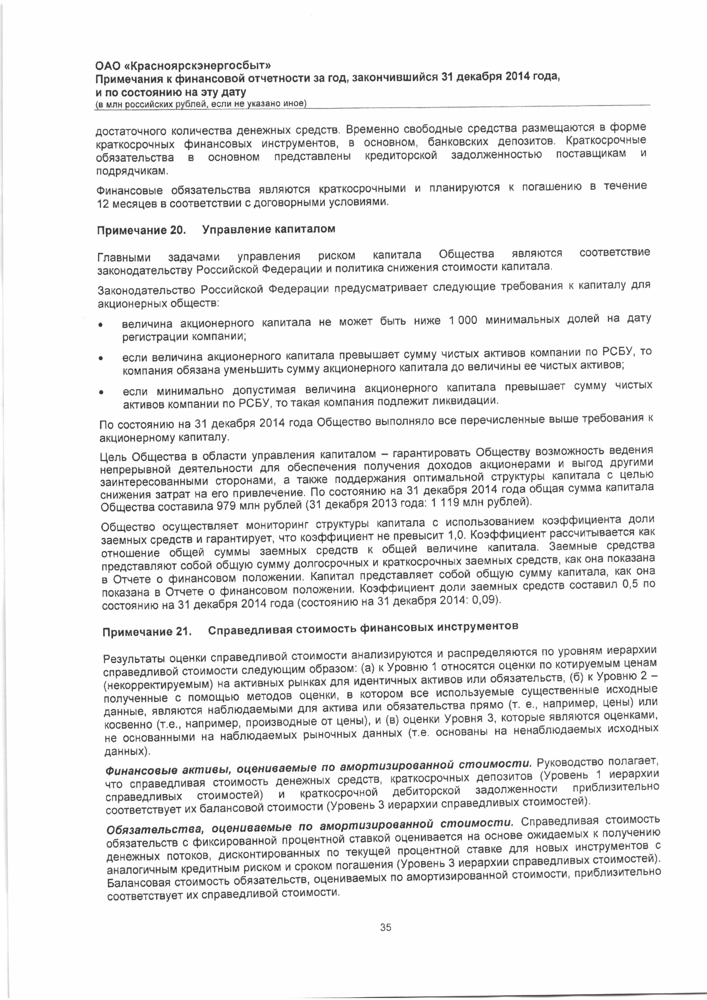 ОАО «Красноярскэнергосбыт»
Примечания к финансовой отчетности за год, закончившийся 31 декабря 2014 года,
и по состоянию на эту дату
(в млн российских рублей, если не указано иное)
достаточного количества денежных средств. Временно свободные средства размещаются в форме
краткосрочных финансовых инструментов, в основном, банковских депозитов. Краткосрочные
обязательства в основном представлены кредиторской задолженностью поставщикам и
подрядчикам.
Финансовые обязательства являются краткосрочными и планируются к погашению в течение
12 месяцев в соответствии с договорными условиями.
Примечание 20. Управление капиталом
Главными задачами управления риском капитала Общества являются соответствие
законодательству Российской Федерации и политика снижения стоимости капитала.
Законодательство Российской Федерации предусматривает следующие требования к капиталу для
акционерных обществ:
• величина акционерного капитала не может быть ниже 1 000 минимальных долей на дату
регистрации компании;
• если величина акционерного капитала превышает сумму чистых активов компании по РСБУ, то
компания обязана уменьшить сумму акционерного капитала до величины ее чистых активов;
• если минимально допустимая величина акционерного капитала превышает сумму чистых
активов компании по РСБУ, то такая компания подлежит ликвидации.
По состоянию на 31 декабря 2014 года Общество выполняло все перечисленные выше требования к
акционерному капиталу.
Цель Общества в области управления капиталом – гарантировать Обществу возможность ведения
непрерывной деятельности для обеспечения получения доходов акционерами и выгод другими
заинтересованными сторонами, а также поддержания оптимальной структуры капитала с целью
снижения затрат на его привлечение. По состоянию на 31 декабря 2014 года общая сумма капитала
Общества составила 979 млн рублей (31 декабря 2013 года: 1 119 млн рублей).
Общество осуществляет мониторинг структуры капитала с использованием коэффициента доли
заемных средств и гарантирует, что коэффициент не превысит 1,0. Коэффициент рассчитывается как
отношение общей суммы заемных средств к общей величине капитала. Заемные средства
представляют собой общую сумму долгосрочных и краткосрочных заемных средств, как она показана
в Отчете о финансовом положении. Капитал представляет собой общую сумму капитала, как она
показана в Отчете о финансовом положении. Коэффициент доли заемных средств составил 0,5 по
состоянию на 31 декабря 2014 года (состоянию на 31 декабря 2014: 0,09).
Примечание 21. Справедливая стоимость финансовых инструментов
Результаты оценки справедливой стоимости анализируются и распределяются по уровням иерархии
справедливой стоимости следующим образом: (а) к Уровню 1 относятся оценки по котируемым ценам
(некорректируемым) на активных рынках для идентичных активов или обязательств, (б) к Уровню 2 –
полученные с помощью методов оценки, в котором все используемые существенные исходные
данные, являются наблюдаемыми для актива или обязательства прямо (т. е., например, цены) или
косвенно (т.е., например, производные от цены), и (в) оценки Уровня 3, которые являются оценками,
не основанными на наблюдаемых рыночных данных (т.е. основаны на ненаблюдаемых исходных
данных).
Финансовые активы, оцениваемые по амортизированной стоимости. Руководство полагает,
что справедливая стоимость денежных средств, краткосрочных депозитов (Уровень 1 иерархии
справедливых стоимостей) и краткосрочной дебиторской задолженности приблизительно
соответствует их балансовой стоимости (Уровень 3 иерархии справедливых стоимостей).
Обязательства, оцениваемые по амортизированной стоимости. Справедливая стоимость
обязательств с фиксированной процентной ставкой оценивается на основе ожидаемых к получению
денежных потоков, дисконтированных по текущей процентной ставке для новых инструментов с
аналогичным кредитным риском и сроком погашения (Уровень 3 иерархии справедливых стоимостей).
Балансовая стоимость обязательств, оцениваемых по амортизированной стоимости, приблизительно
соответствует их справедливой стоимости.
35